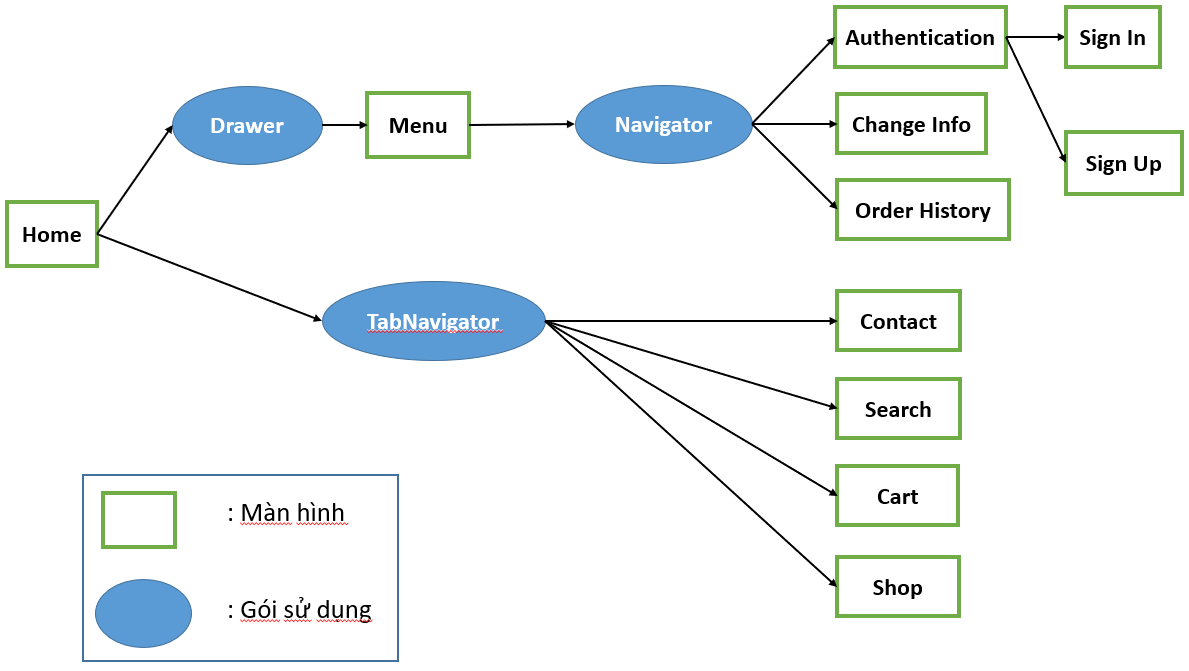 Authentication
Sign In
Drawer
Menu
Navigator
Change Info
Sign Up
Order History
Home
TabNavigator
Contact
Search
Cart
Shop
: Màn hình
: Gói sử dụng